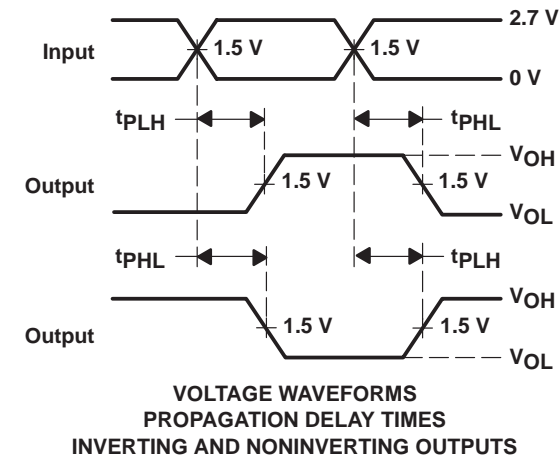 2.7 V
Input 1.5 V 1.5 V
0 V
tPLH tPHL
VOH
Output 1.5 V 1.5 V
VOL
tPHL tPLH
VOH
Output 1.5 V 1.5 V
VOL
VOLTAGE WAVEFORMS
PROPAGATION DELAY TIMES
INVERTING AND NONINVERTING OUTPUTS